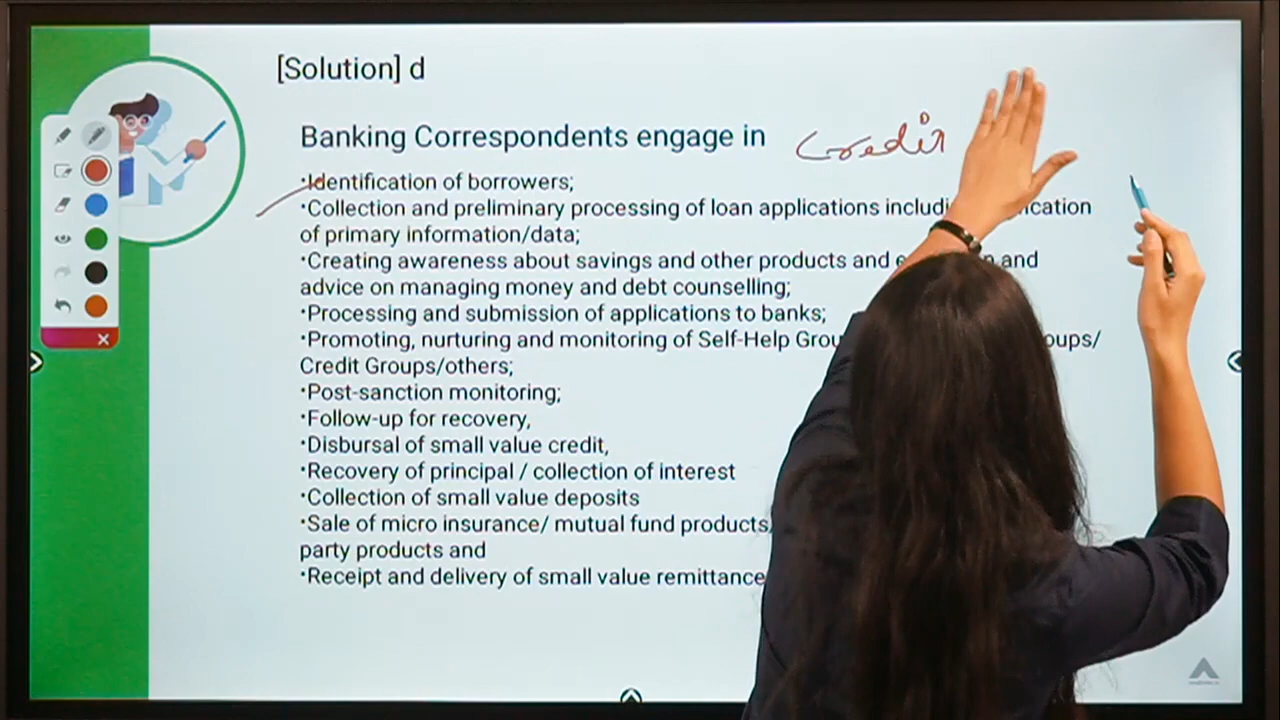 [Solution] d
Banking Correspondents engage in Credit
•Identification of borrowers;
•Collection and preliminary processing of loan applications
of primary information/data;
•Creating awareness about savings and other products and and
advice on managing money and debt counselling;
•Processing and submission of applications to banks;
•Promoting, nurturing and monitoring of Self-Help
Credit Groups/others;
•Post-sanction monitoring;
•Follow-up for recovery,
•Disbursal of small value credit,
•Recovery of principal / collection of interest
•Collection of small value deposits
•Sale of micro insurance/ mutual fund products/
party products and
•Receipt and delivery of small value remittance